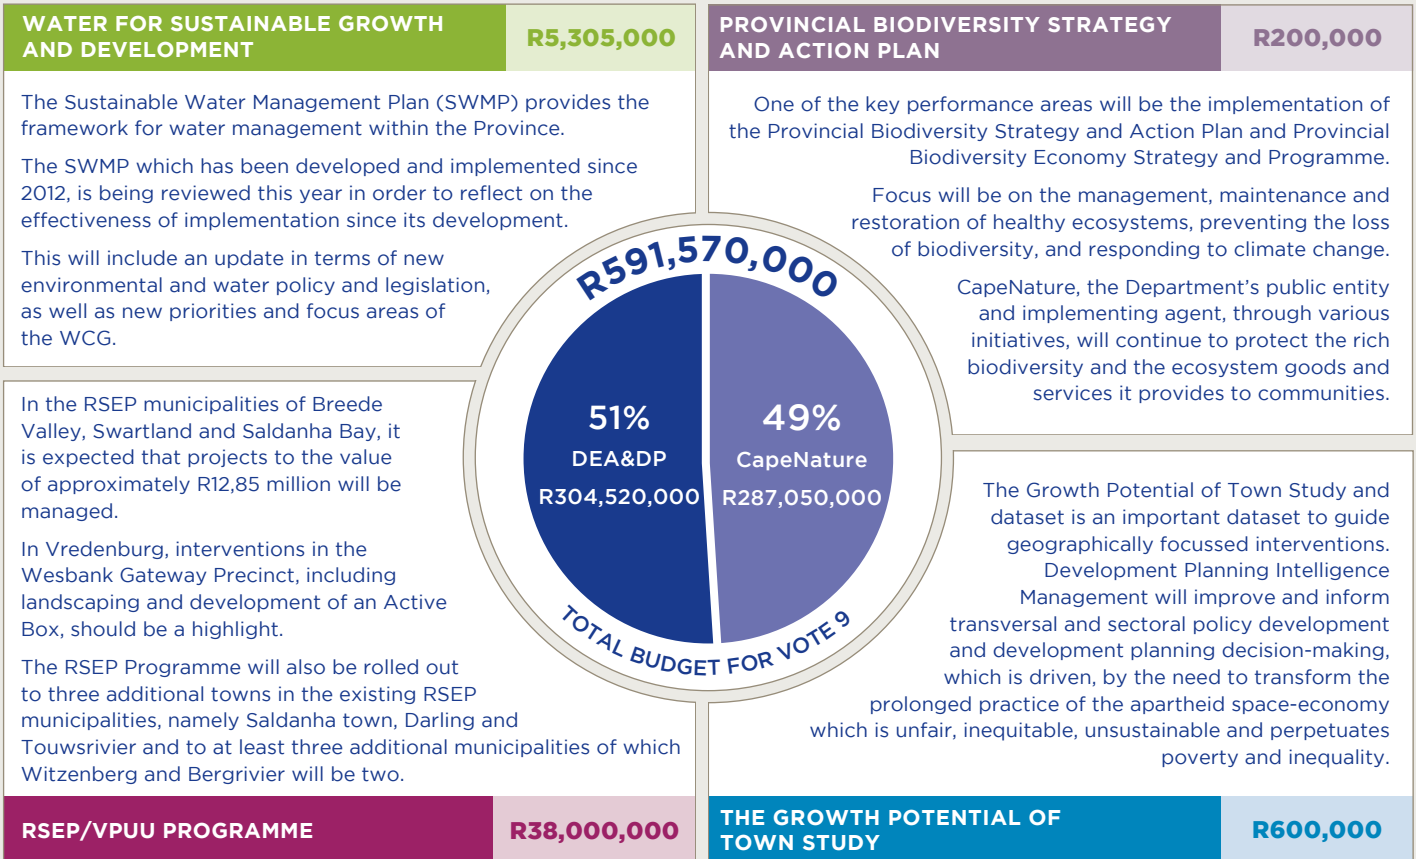 WATER FOR SUSTAINABLE GROWTH
AND DEVELOPMENT
R5,305,000
The Sustainable Water Management Plan (SWMP) provides the
framework for water management within the Province.
The SWMP which has been developed and implemented since
2012, is being reviewed this year in order to reflect on the
effectiveness of implementation since its development.
This will include an update in terms of new
environmental and water policy and legislation,
as well as new priorities and focus areas of
the WCG.
PROVINCIAL BIODIVERSITY STRATEGY
AND ACTION PLAN
R200,000
One of the key performance areas will be the implementation of
the Provincial Biodiversity Strategy and Action Plan and Provincial
Biodiversity Economy Strategy and Programme.
Focus will be on the management, maintenance and
restoration of healthy ecosystems, preventing the loss
of biodiversity, and responding to climate change.
CapeNature, the Department's public entity
and implementing agent, through various
initiatives, will continue to protect the rich
biodiversity and the ecosystem goods and
services it provides to communities.
R591,570,000
51%
DEA&DP
R304,520,000
49%
CapeNature
R287,050,000
TOTAL BUDGET FOR VOTE 9
In the RSEP municipalities of Breede
Valley, Swartland and Saldanha Bay, it
is expected that projects to the value
of approximately R12,85 million will be
managed.
In Vredenburg, interventions in the
Wesbank Gateway Precinct, including
landscaping and development of an Active
Box, should be a highlight.
The RSEP Programme will also be rolled out
to three additional towns in the existing RSEP
municipalities, namely Saldanha town, Darling and
Touwsrivier and to at least three additional municipalities of which
Witzenberg and Bergrivier will be two.
RSEP/VPUU PROGRAMME
R38,000,000
The Growth Potential of Town Study and
dataset is an important dataset to guide
geographically focussed interventions.
Development Planning Intelligence
Management will improve and inform
transversal and sectoral policy development
and development planning decision-making,
which is driven, by the need to transform the
prolonged practice of the apartheid space-economy
which is unfair, inequitable, unsustainable and perpetuates
poverty and inequality.
THE GROWTH POTENTIAL OF
TOWN STUDY
R600,000